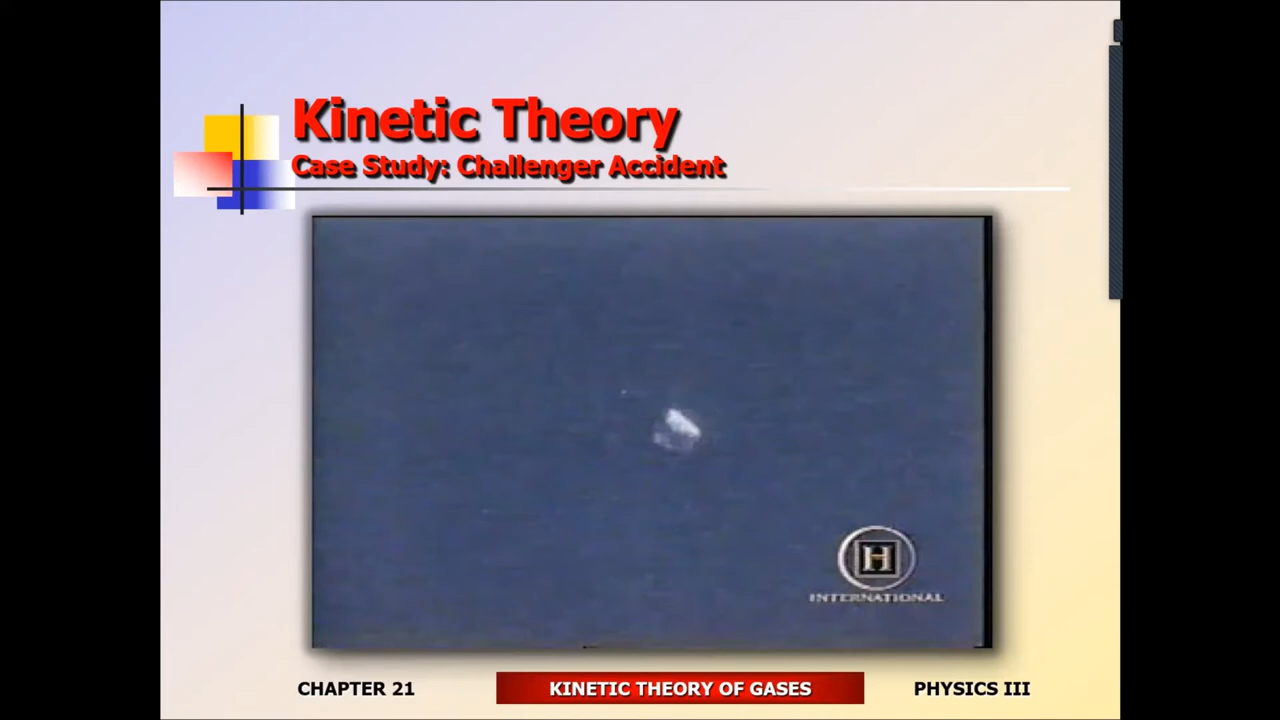 Kinetic Theory
Case Study: Challenger Accident
H
INTERNATIONAL
CHAPTER 21
KINETIC THEORY OF GASES
PHYSICS III